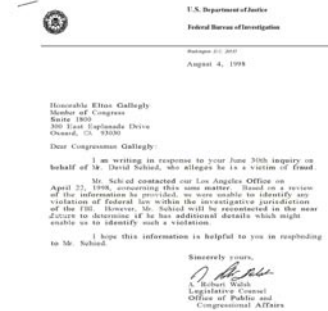 U.S. Department of Justice
Federal Bureau of Investigation
Washington, D.C. 20535
August 4, 1998
Honorable Elton Gallegly
Member of Congress
Suite 1800
300 East Esplanade Drive
Oxnard, CA 93030
Dear Congressman Gallegly:
I am writing in response to your June 30th inquiry on
behalf of Mr. David Schied, who alleges he is a victim of fraud.
Mr. Schied contacted our Los Angeles Office on
April 22, 1998, concerning this same matter. Based on a review
of the information he provided, we were unable to identify any
violation of federal law within the investigative jurisdiction
of the FBI. However, Mr. Schied will be recontacted in the near
future to determine if he has additional details which might
enable us to identify such a violation.
I hope this information is helpful to you in responding
to Mr. Schied.
Sincerely yours,
A. Robert Walsh
Legislative Counsel
Office of Public and
Congressional Affairs